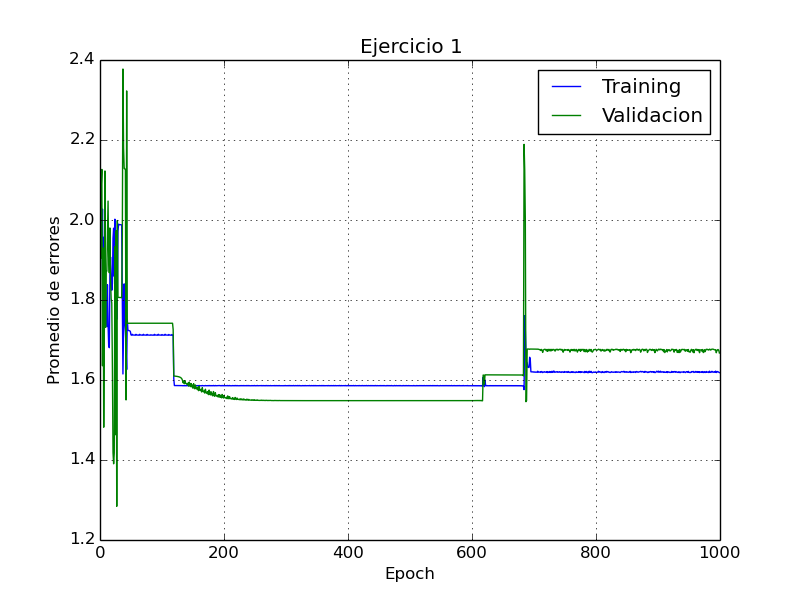 Ejercicio 1
Training
Validacion
Promedio de errores
2.4
2.2
2.0
1.8
1.6
1.4
1.2
0 200 400 600 800 1000
Epoch